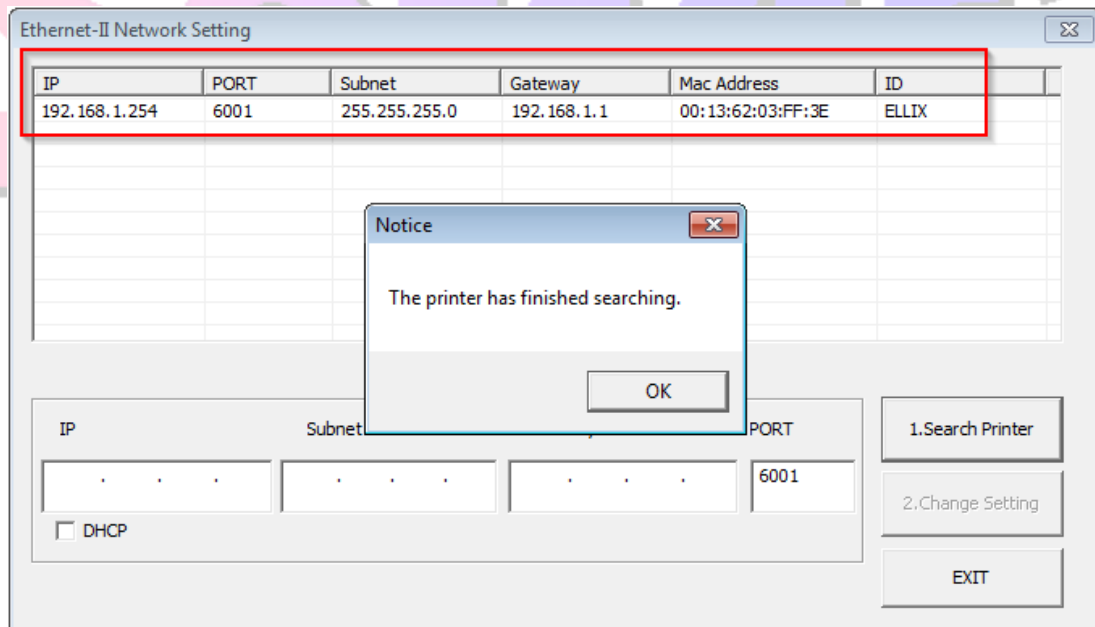 Ethernet-II Network Setting
IP PORT Subnet Gateway Mac Address ID
192.168.1.254 6001 255.255.255.0 192.168.1.1 00:13:62:03:FF:3E ELLIX
Notice
The printer has finished searching.
OK
IP Subnet PORT
. . . . . . . . . 6001
DHCP
1.Search Printer
2.Change Setting
EXIT